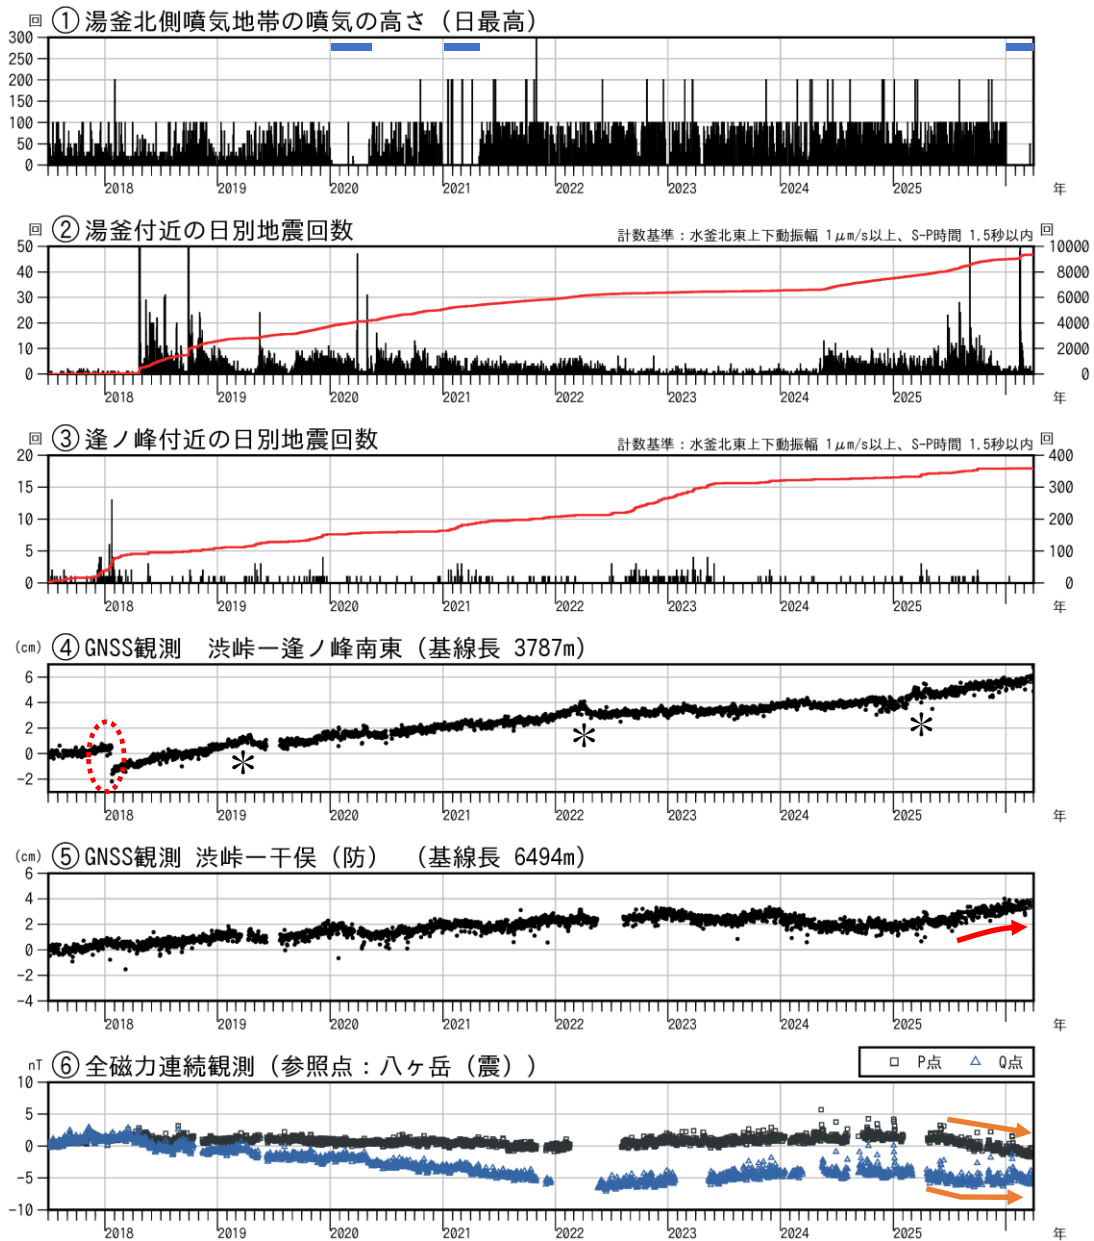 回 ①湯釜北側噴気地帯の噴気の高さ（日最高）
300
250
200
150
100
50
0
2018 2019 2020 2021 2022 2023 2024 2025 年
回 ②湯釜付近の日別地震回数 計数基準：水釜北東上下動振幅 1μm/s以上、S-P時間 1.5秒以内 回
50 10000
40 8000
30 6000
20 4000
10 2000
0 0
2018 2019 2020 2021 2022 2023 2024 2025 年
回 ③逢ノ峰付近の日別地震回数 計数基準：水釜北東上下動振幅 1μm/s以上、S-P時間 1.5秒以内 回
20 400
15 300
10 200
5 100
0 0
2018 2019 2020 2021 2022 2023 2024 2025 年
(cm) ④GNSS観測 渋峠－逢ノ峰南東（基線長 3787m）
6
4
2
0
-2
＊ ＊ ＊
2018 2019 2020 2021 2022 2023 2024 2025 年
(cm) ⑤GNSS観測 渋峠－干俣（防） （基線長 6494m）
6
4
2
0
-2
-4
2018 2019 2020 2021 2022 2023 2024 2025 年
nT ⑥全磁力連続観測（参照点：八ヶ岳（震）） □ P点 △ Q点
10
5
0
-5
-10
2018 2019 2020 2021 2022 2023 2024 2025 年